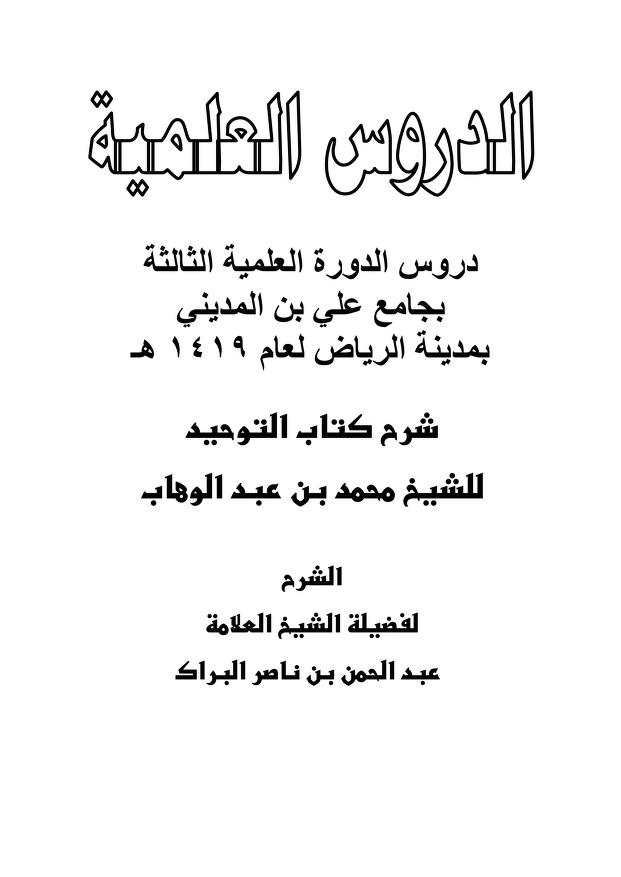 الدروس العلمية
دروس الدورة العلمية الثالثة
بجامع علي بن المديني
بمدينة الرياض لعام ١٤١٩ هـ
شرح كتاب التوحيد
للشيخ محمد بن عبد الوهاب
الشرح
لفضيلة الشيخ العلامة
عبد الحمن بن ناصر البراك